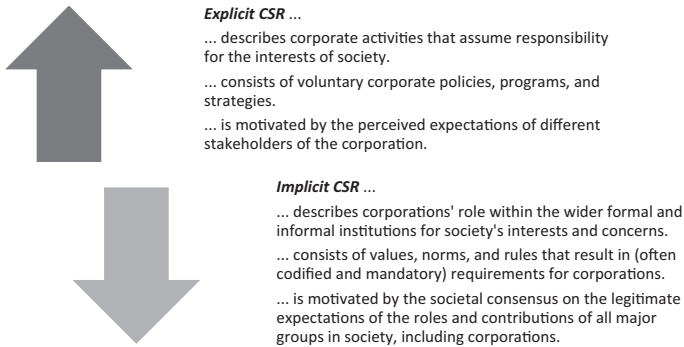 Explicit CSR ...
... describes corporate activities that assume responsibility
for the interests of society.
... consists of voluntary corporate policies, programs, and
strategies.
... is motivated by the perceived expectations of different
stakeholders of the corporation.
Implicit CSR ...
... describes corporations' role within the wider formal and
informal institutions for society's interests and concerns.
... consists of values, norms, and rules that result in (often
codified and mandatory) requirements for corporations.
... is motivated by the societal consensus on the legitimate
expectations of the roles and contributions of all major
groups in society, including corporations.